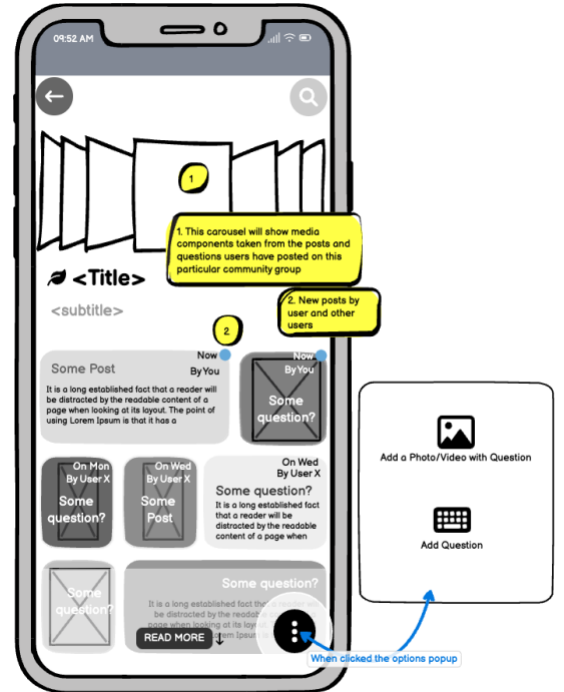 09:52 AM
1
1. This carousel will show media
components taken from the posts and
questions users have posted on this
particular community group
<Title>
<subtitle>
2. New posts by
user and other
users
2
Some Post
Now
By You
It is a long established fact that a reader will
be distracted by the readable content of a
page when looking at its layout. The point of
using Lorem Ipsum is that it has a
Now
By You
Some
question?
On Mon
By User X
Some
question?
On Wed
By User X
Some
Post
On Wed
By User X
Some question?
It is a long established fact
that a reader will be
distracted by the readable
content of a page when
Some
question?
Some question?
It is a long established fact that a reader will
be distracted by the readable
page when looking at its
Lorem Ipsum
READ MORE
Add a Photo/Video with Question
Add Question
When clicked the options popup